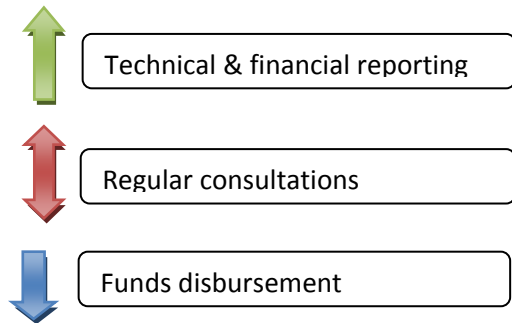 Technical & financial reporting
Regular consultations
Funds disbursement